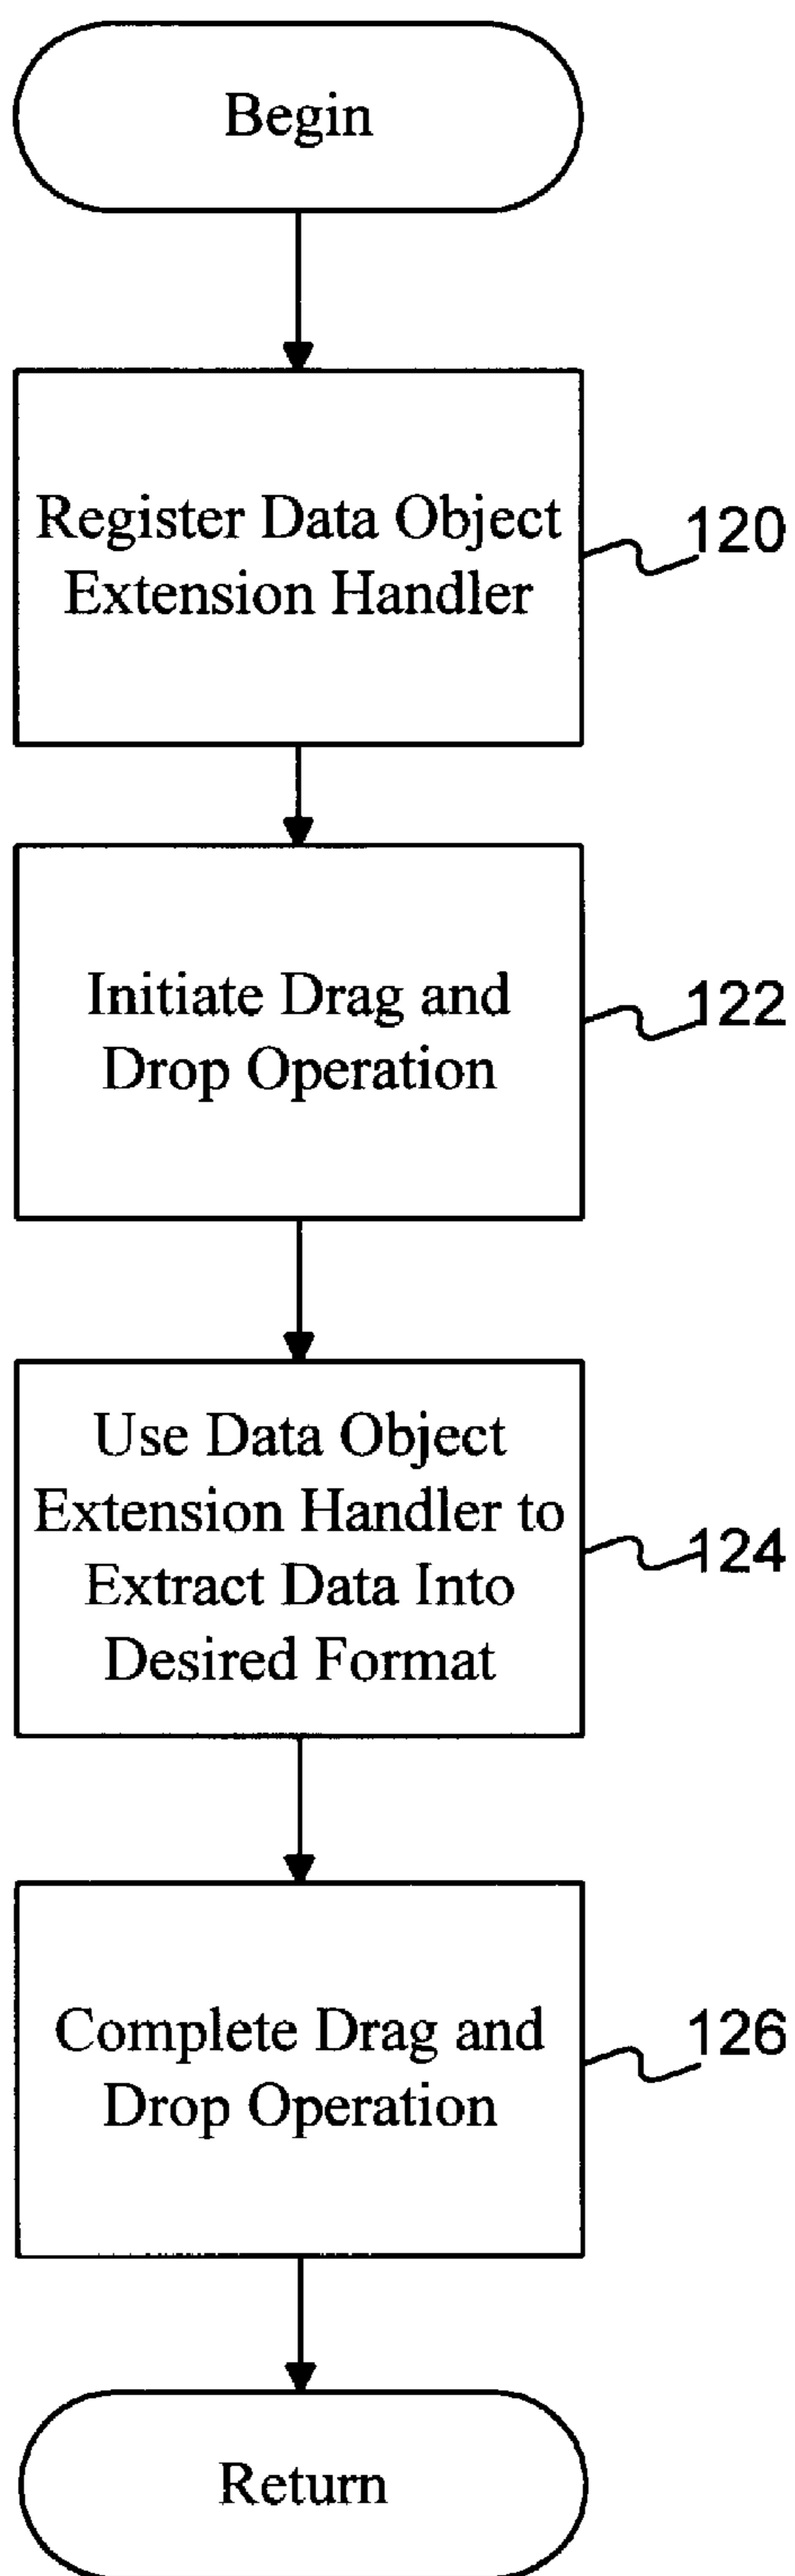 Begin
Register Data Object
Extension Handler
120
Initiate Drag and
Drop Operation
122
Use Data Object
Extension Handler to
Extract Data Into
Desired Format
124
Complete Drag and
Drop Operation
126
Return